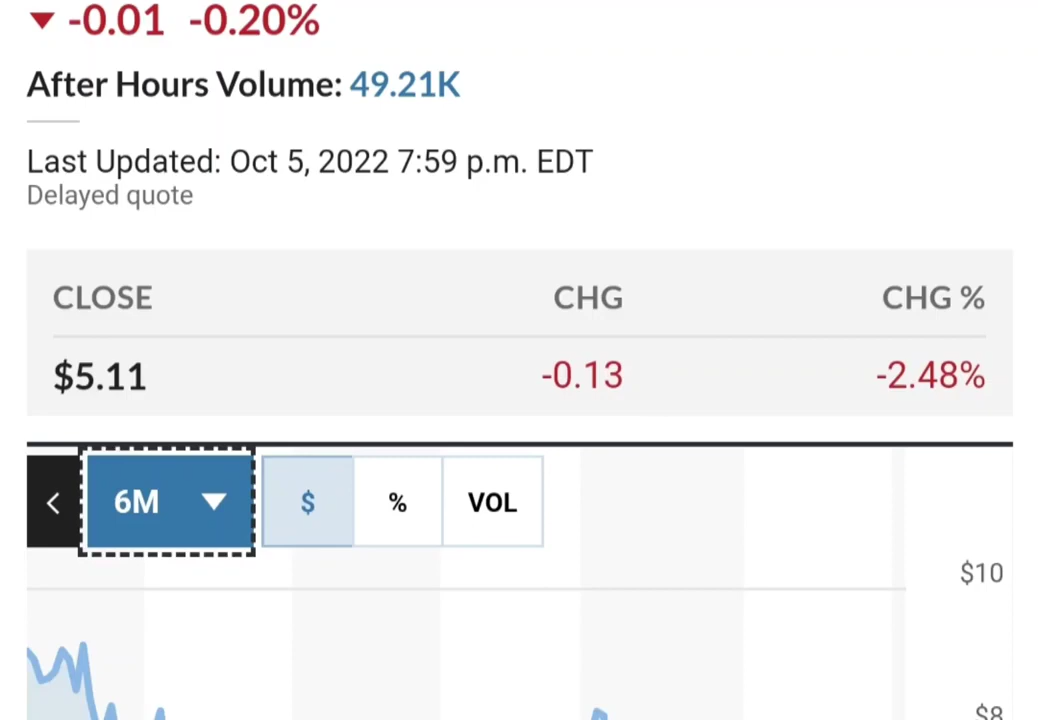 ▼ -0.01 -0.20%
After Hours Volume: 49.21K
Last Updated: Oct 5, 2022 7:59 p.m. EDT
Delayed quote
CLOSE CHG CHG %
$5.11 -0.13 -2.48%
6M $ % VOL
$10
$8